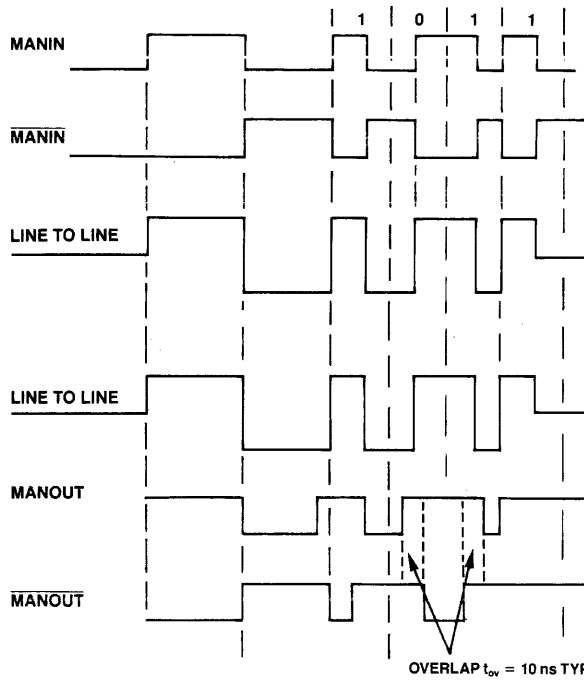 1 0 1 1
MANIN
MANIN
LINE TO LINE
LINE TO LINE
MANOUT
MANOUT
OVERLAP tov = 10 ns TYP